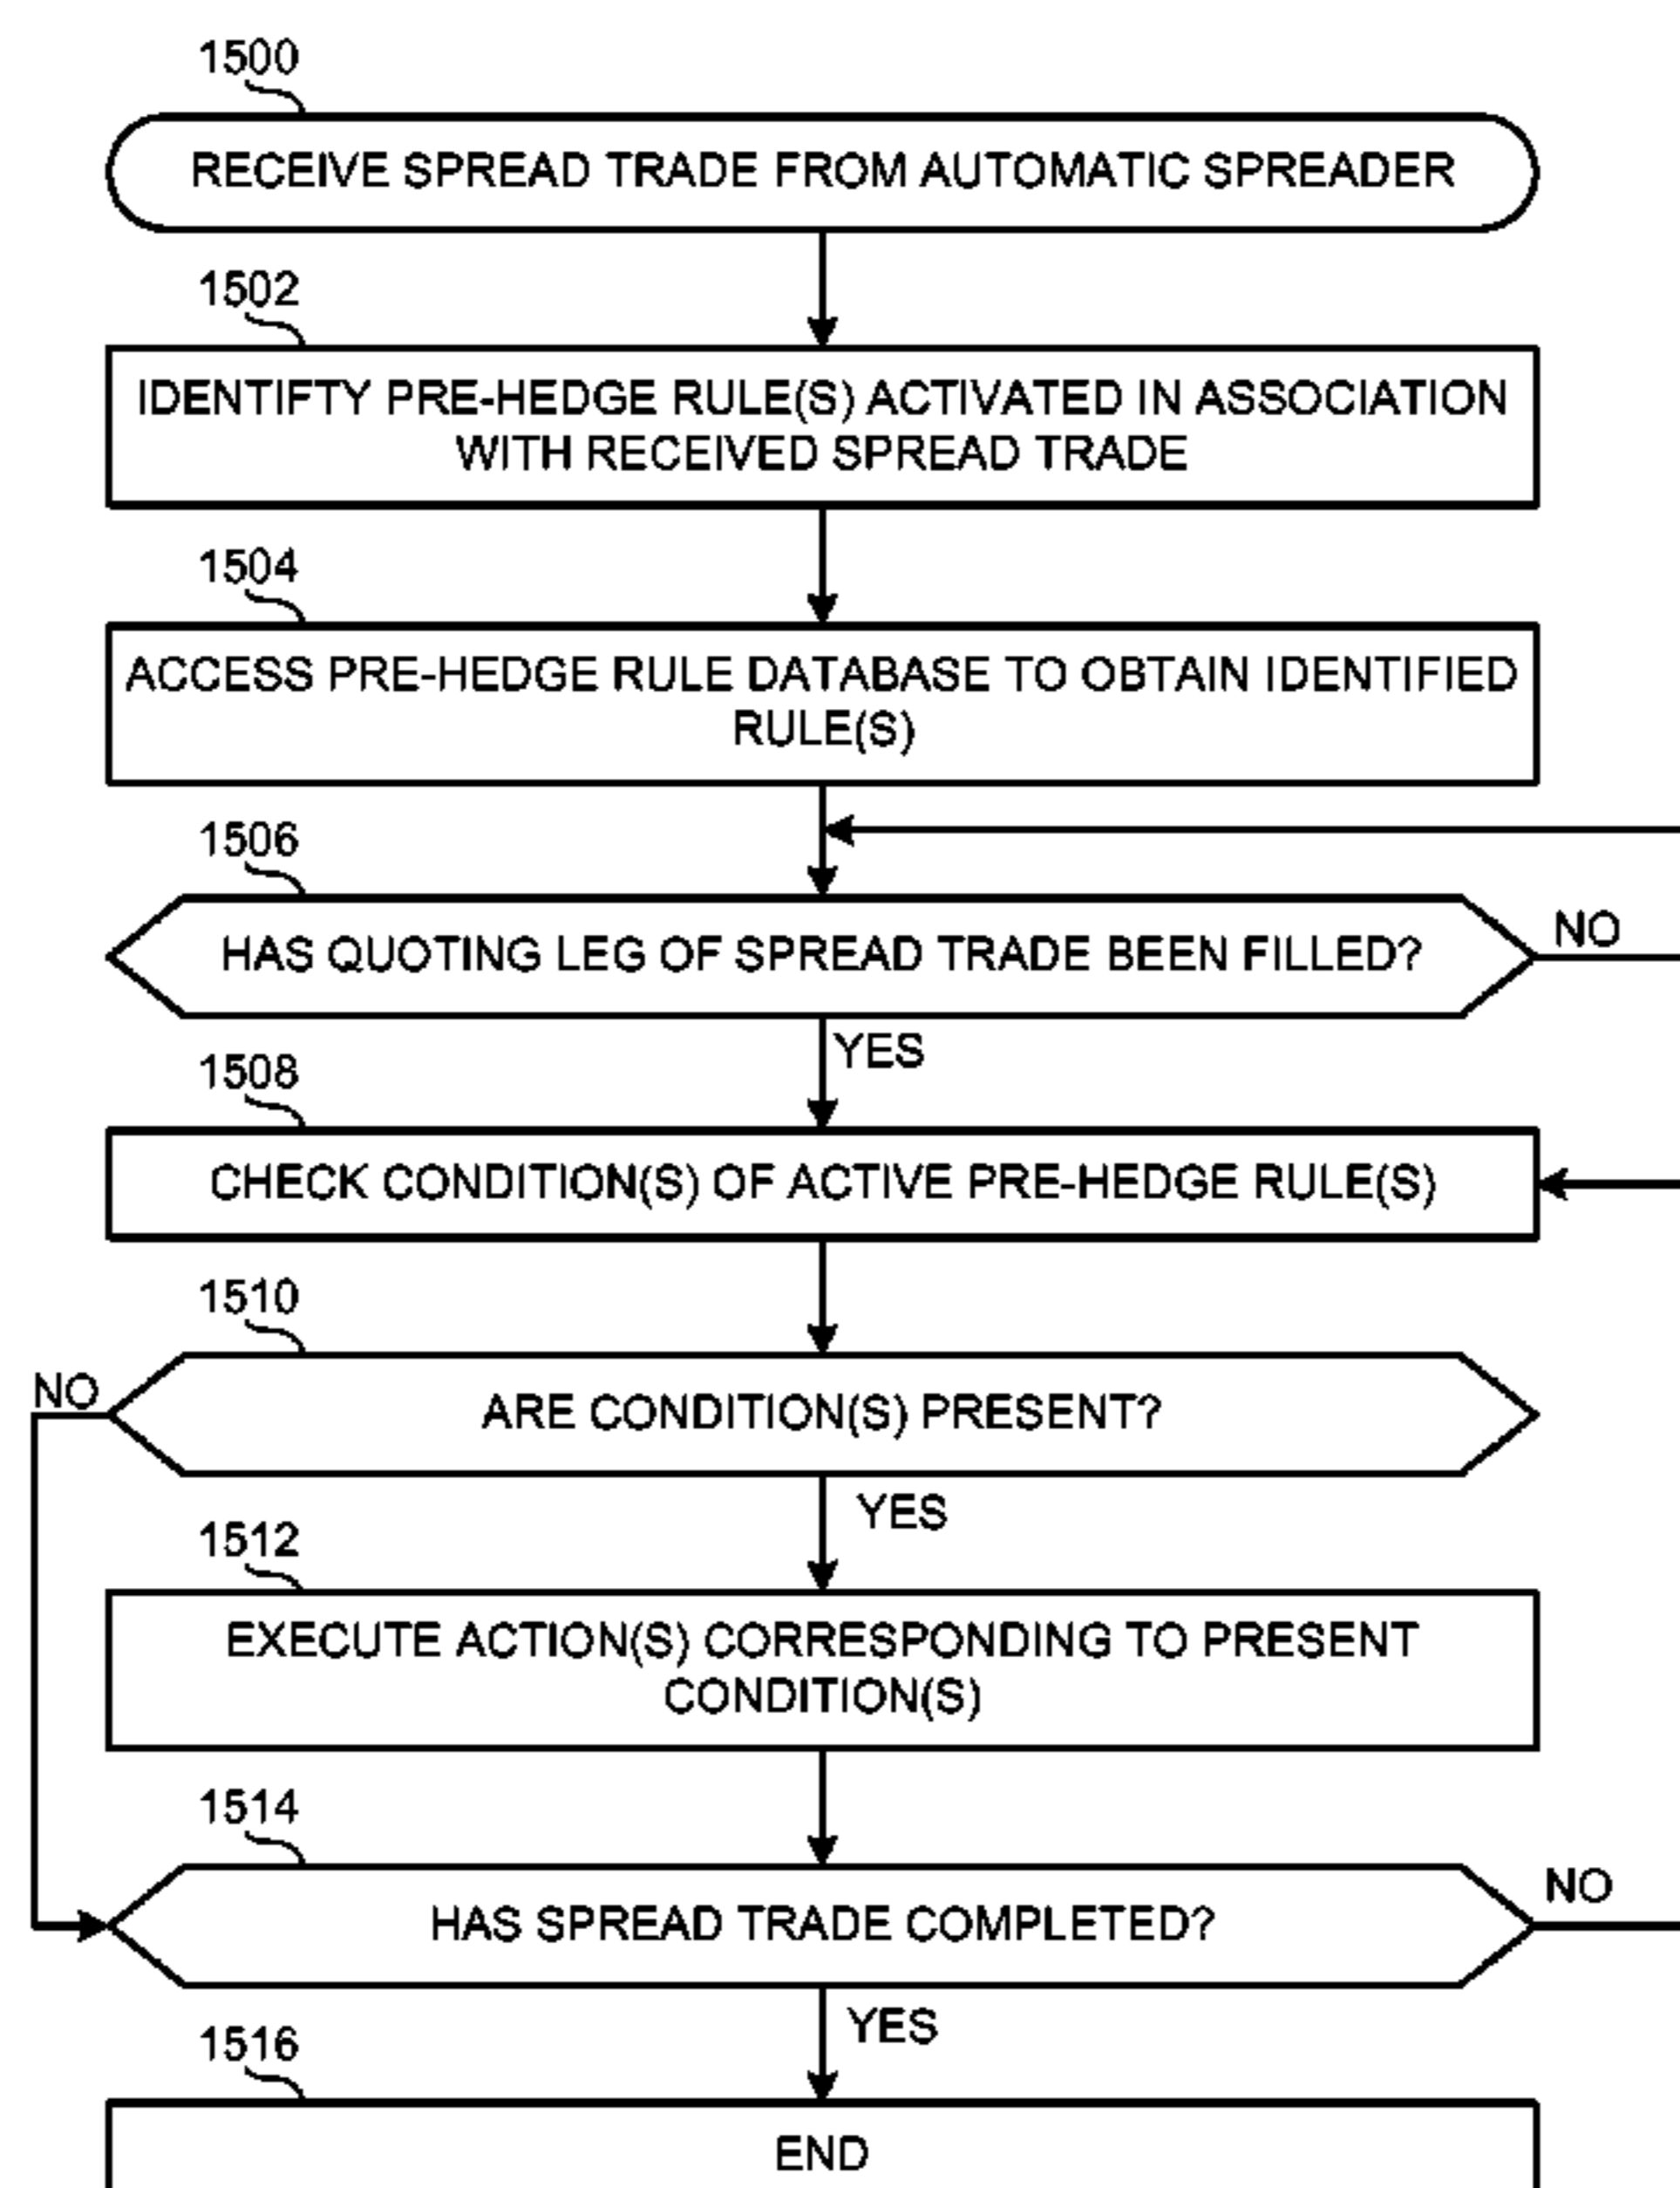 1500
RECEIVE SPREAD TRADE FROM AUTOMATIC SPREADER
1502
IDENTIFTY PRE-HEDGE RULE(S) ACTIVATED IN ASSOCIATION
WITH RECEIVED SPREAD TRADE
1504
ACCESS PRE-HEDGE RULE DATABASE TO OBTAIN IDENTIFIED
RULE(S)
1506
HAS QUOTING LEG OF SPREAD TRADE BEEN FILLED?
NO
YES
1508
CHECK CONDITION(S) OF ACTIVE PRE-HEDGE RULE(S)
1510
NO
ARE CONDITION(S) PRESENT?
YES
1512
EXECUTE ACTION(S) CORRESPONDING TO PRESENT
CONDITION(S)
1514
HAS SPREAD TRADE COMPLETED?
NO
YES
1516
END